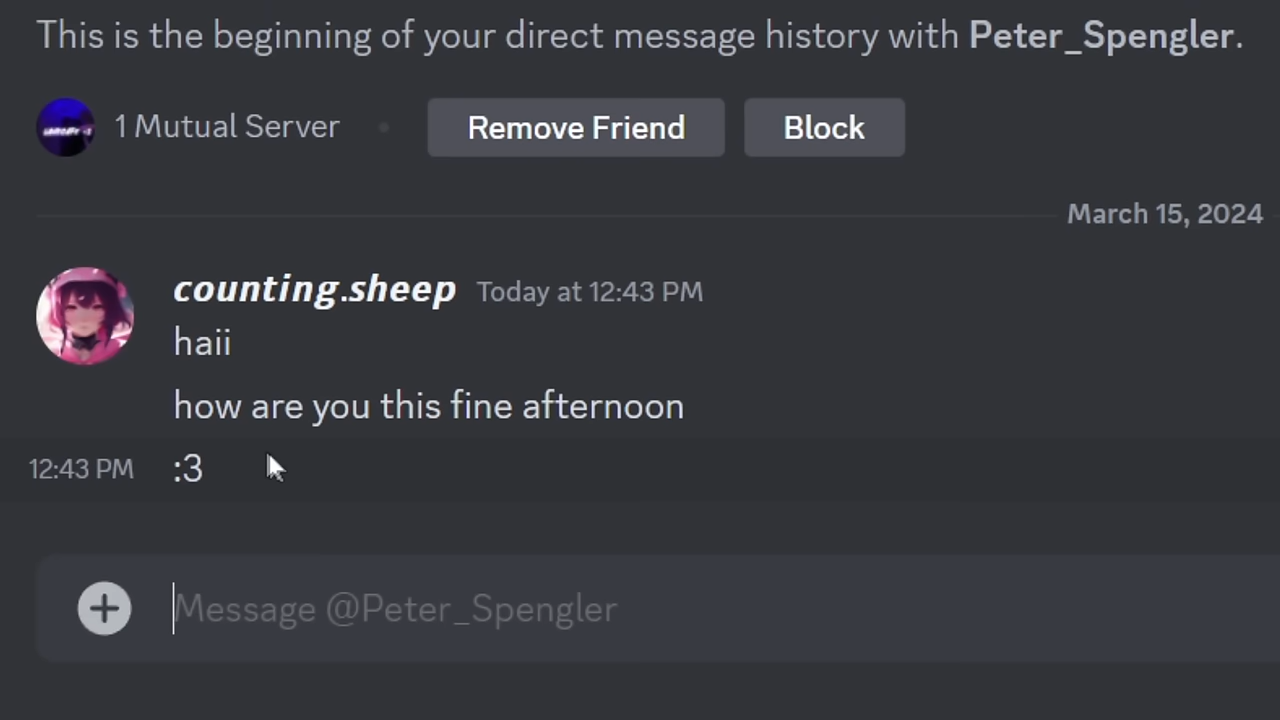 This is the beginning of your direct message history with Peter_Spengler.
1 Mutual Server
Remove Friend
Block
March 15, 2024
counting.sheep Today at 12:43 PM
haii
how are you this fine afternoon
12:43 PM :3
Message @Peter_Spengler